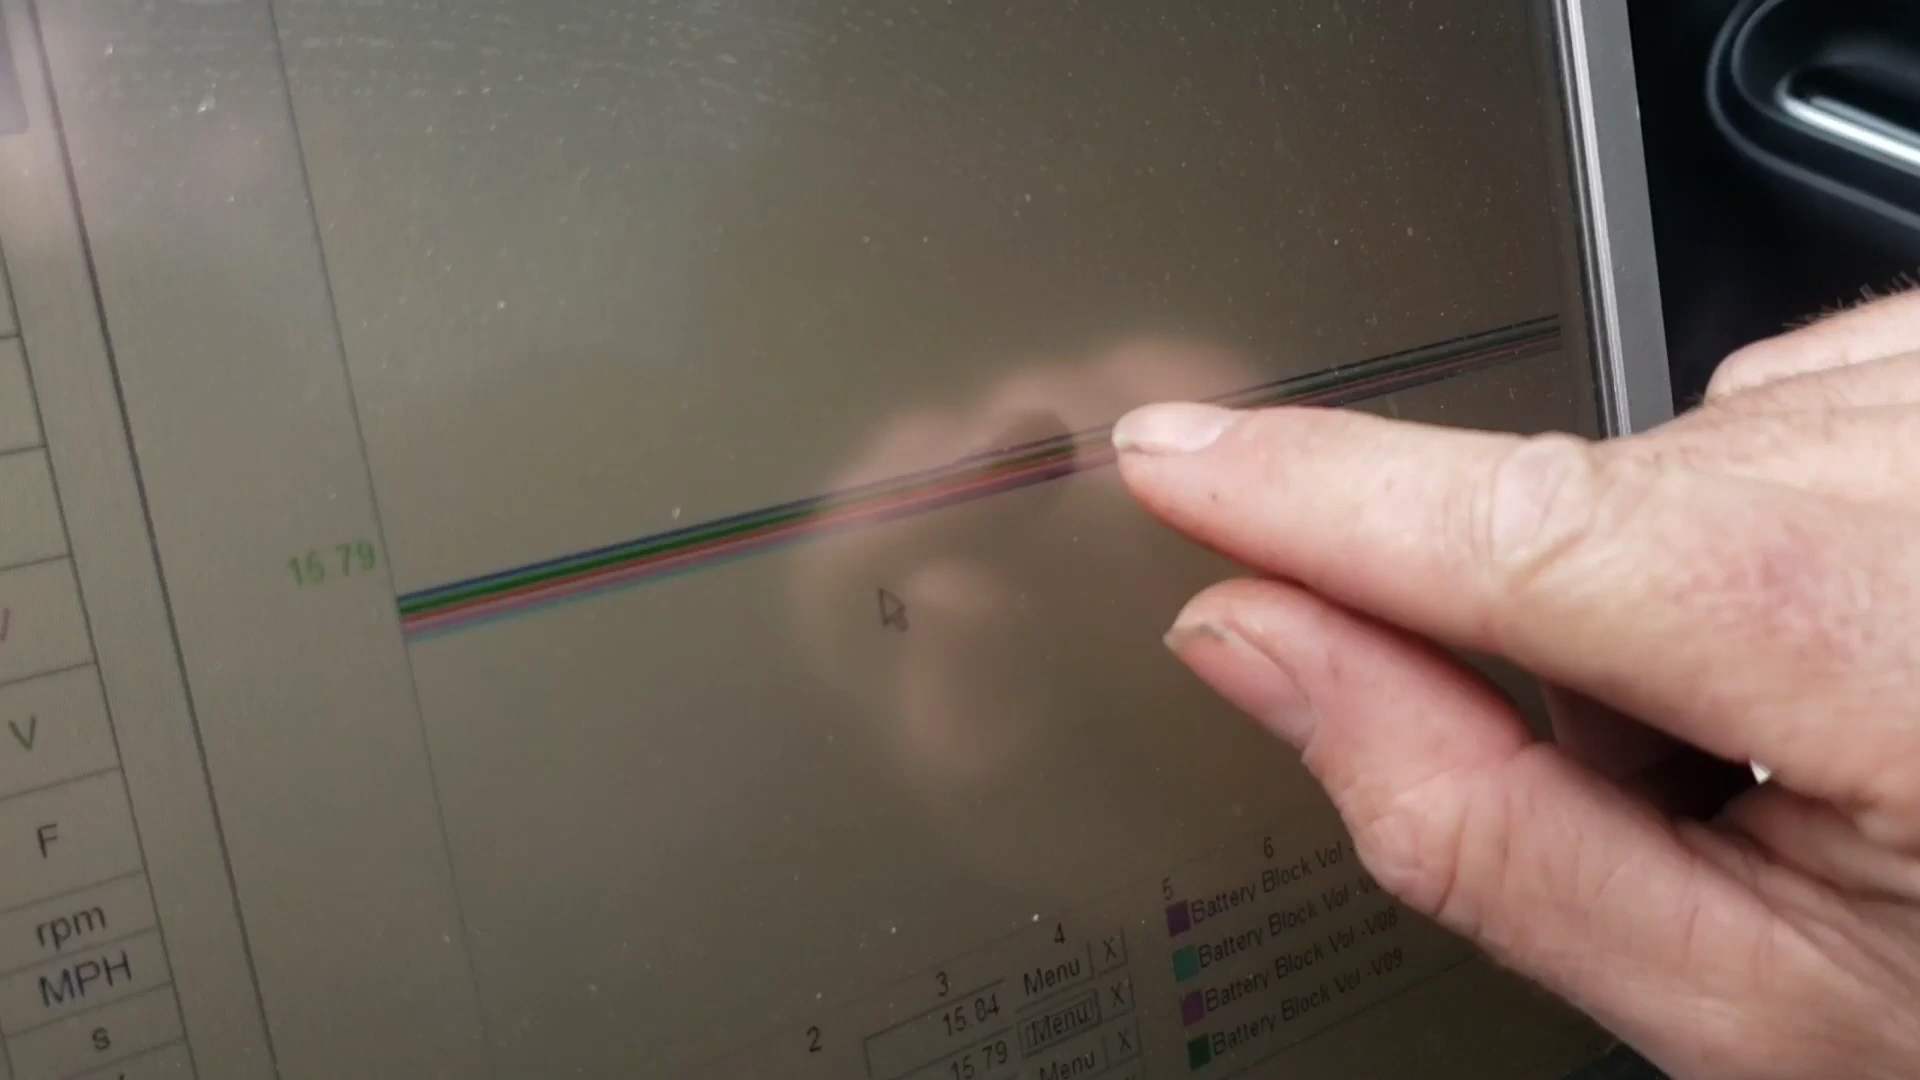 15.79
V
F
rpm
MPH
s
2
3
4
5
6
15.84 Menu X
15.79 Menu X
Menu X
Battery Block Vol -
Battery Block Vol -V
Battery Block Vol -V08
Battery Block Vol -V09